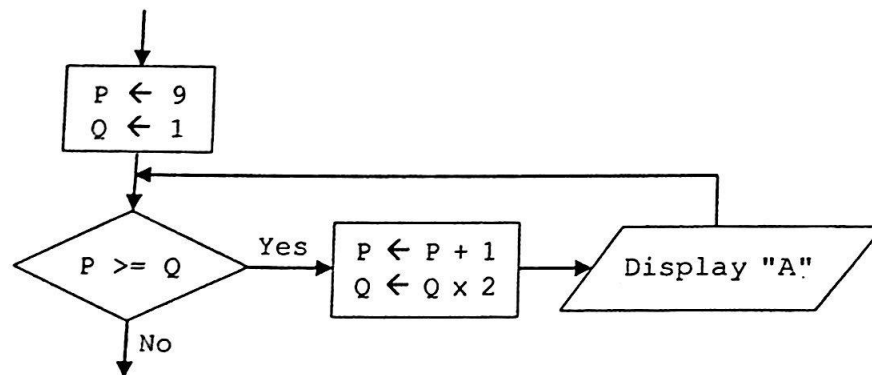 P ← 9
Q ← 1
P >= Q
Yes
P ← P + 1
Q ← Q x 2
Display "A"
No